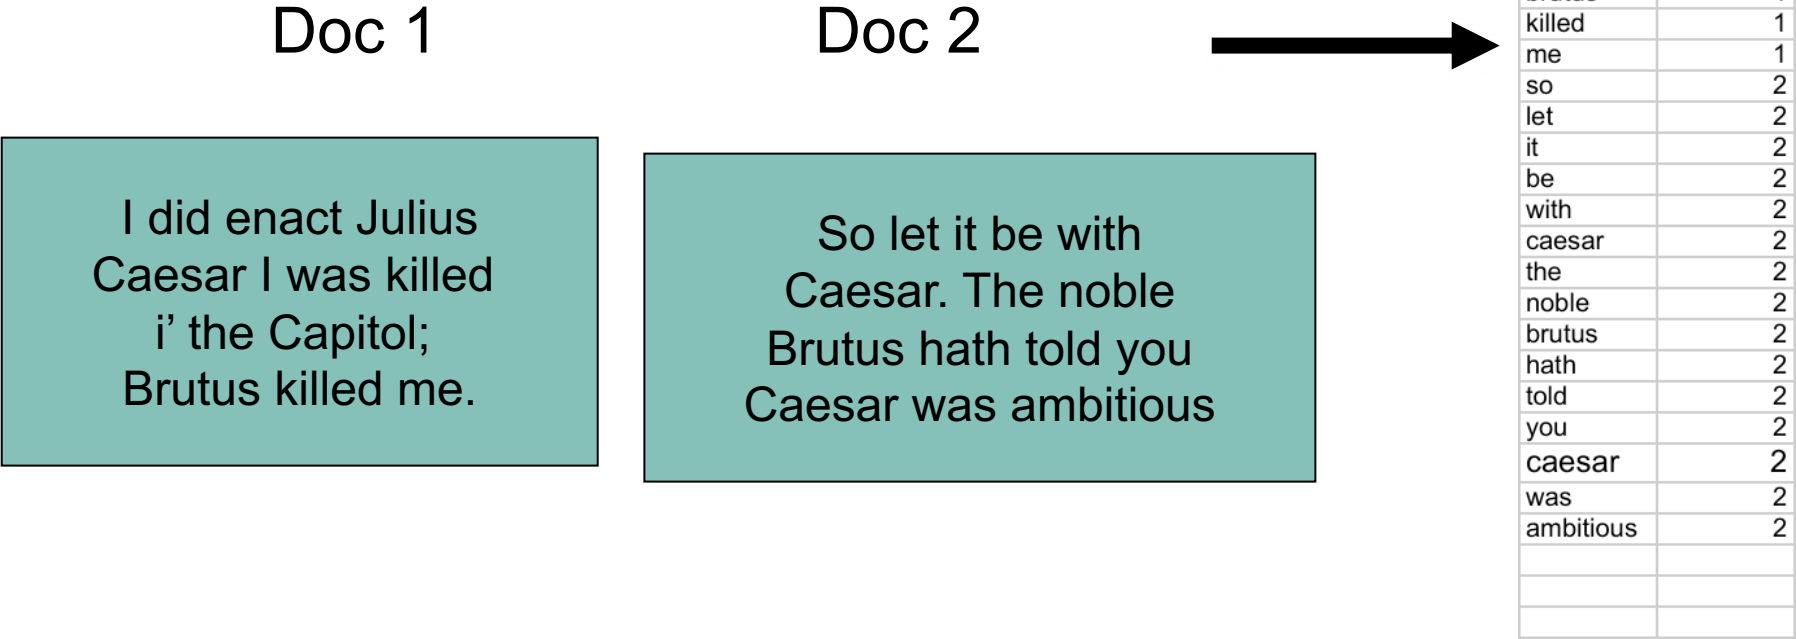 Doc 1
Doc 2
I did enact Julius
Caesar I was killed
i’ the Capitol;
Brutus killed me.
So let it be with
Caesar. The noble
Brutus hath told you
Caesar was ambitious
killed 1
me 1
so 2
let 2
it 2
be 2
with 2
caesar 2
the 2
noble 2
brutus 2
hath 2
told 2
you 2
caesar 2
was 2
ambitious 2